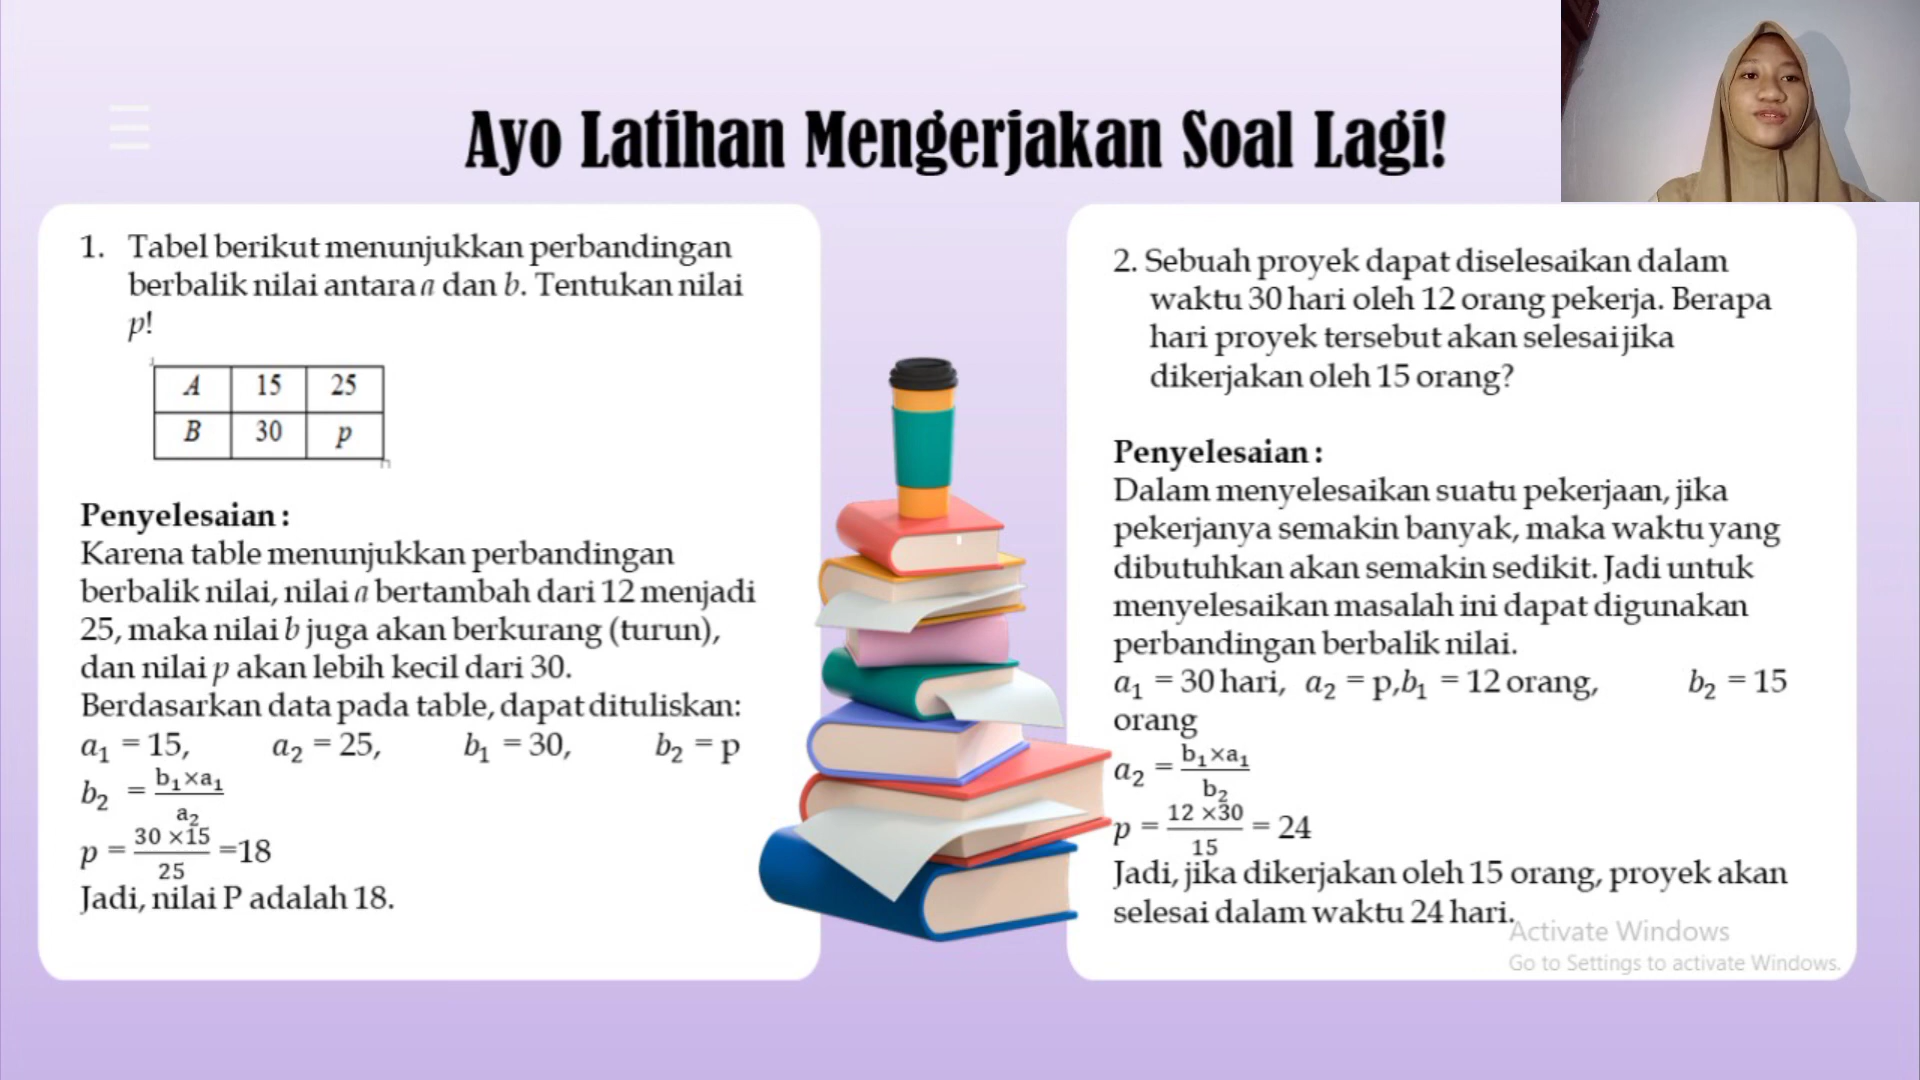 Ayo Latihan Mengerjakan Soal Lagi!
1. Tabel berikut menunjukkan perbandingan
berbalik nilai antara a dan b. Tentukan nilai
p!
A 15 25
B 30 p
Penyelesaian :
Karena table menunjukkan perbandingan
berbalik nilai, nilai a bertambah dari 12 menjadi
25, maka nilai b juga akan berkurang (turun),
dan nilai p akan lebih kecil dari 30.
Berdasarkan data pada table, dapat dituliskan:
a₁ = 15, a₂ = 25, b₁ = 30, b₂ = p
b₂ = b₁×a₁ / a₂
p = 30 ×15 / 25 =18
Jadi, nilai P adalah 18.
2. Sebuah proyek dapat diselesaikan dalam
waktu 30 hari oleh 12 orang pekerja. Berapa
hari proyek tersebut akan selesai jika
dikerjakan oleh 15 orang?
Penyelesaian :
Dalam menyelesaikan suatu pekerjaan, jika
pekerjanya semakin banyak, maka waktu yang
dibutuhkan akan semakin sedikit. Jadi untuk
menyelesaikan masalah ini dapat digunakan
perbandingan berbalik nilai.
a₁ = 30 hari, a₂ = p,b₁ = 12 orang, b₂ = 15
orang
a₂ = b₁×a₁ / b₂
p = 12 ×30 / 15 = 24
Jadi, jika dikerjakan oleh 15 orang, proyek akan
selesai dalam waktu 24 hari.
Activate Windows
Go to Settings to activate Windows.